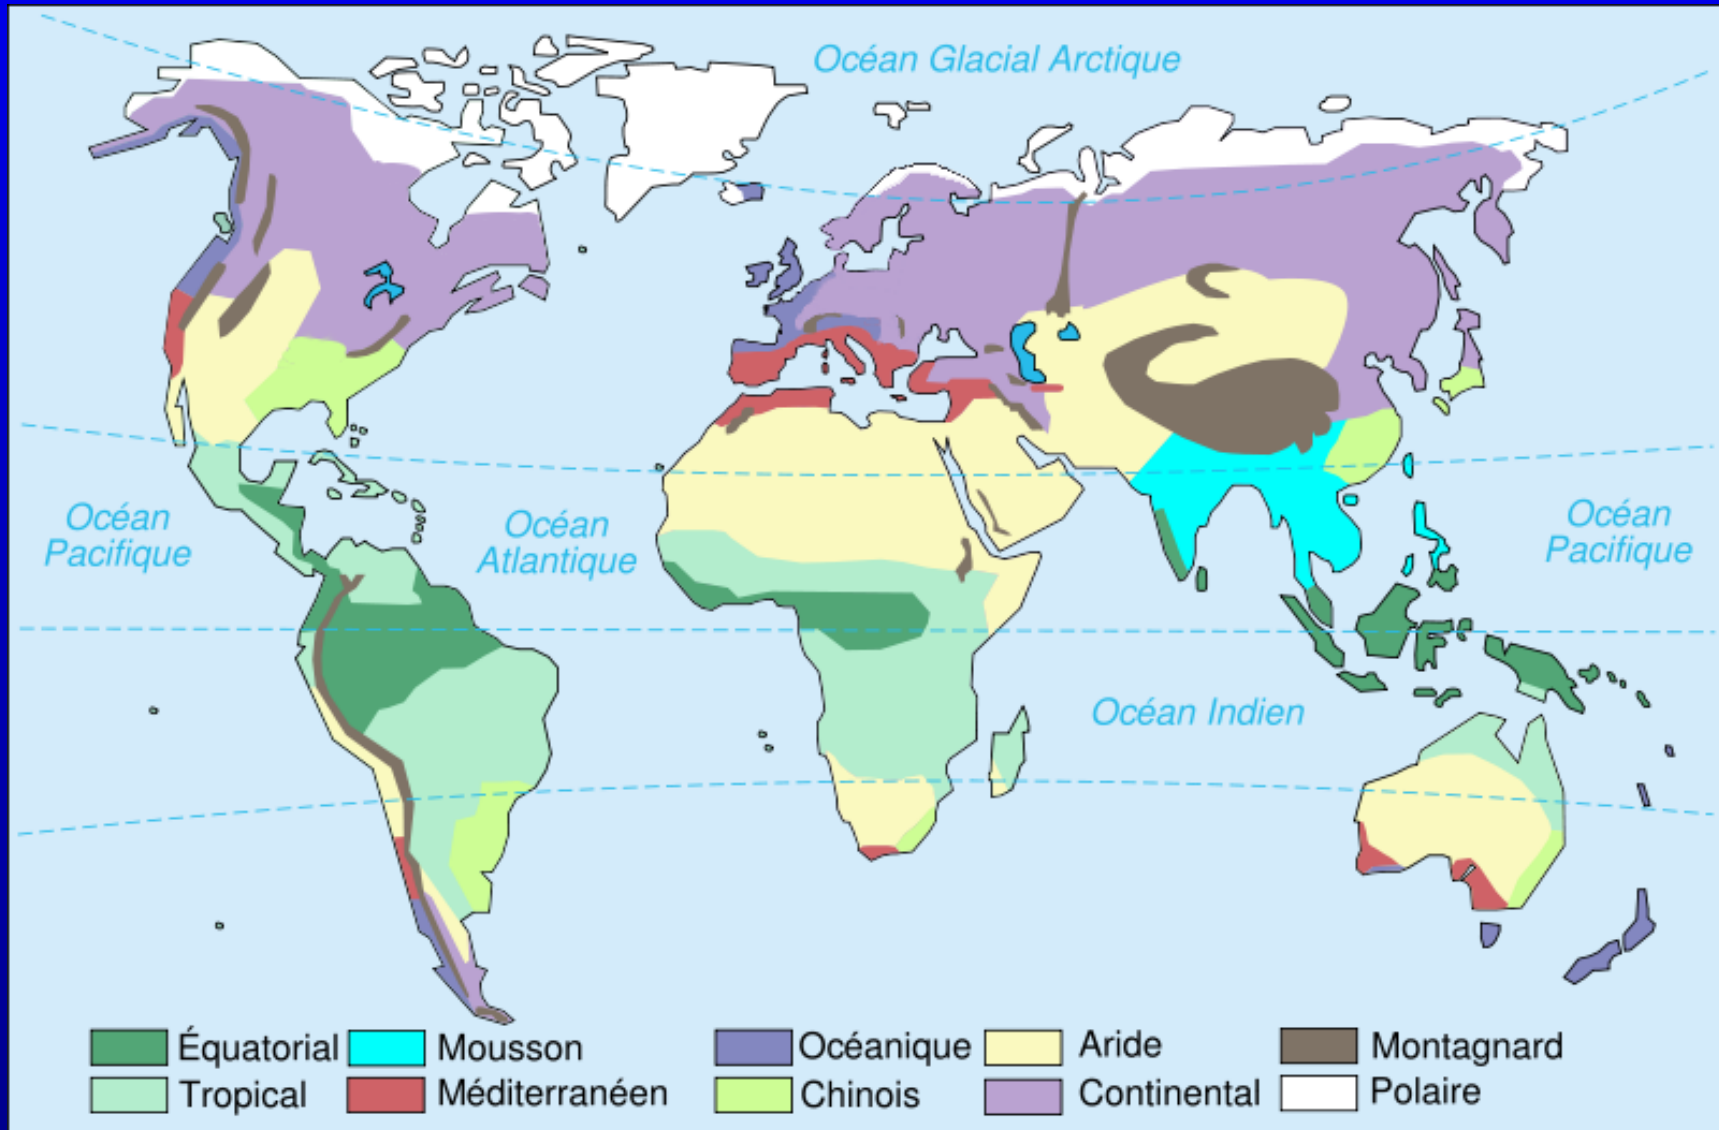 Océan Glacial Arctique
Océan
Pacifique
Océan
Atlantique
Océan
Pacifique
Océan Indien
Équatorial
Mousson
Océanique
Aride
Montagnard
Tropical
Méditerranéen
Chinois
Continental
Polaire